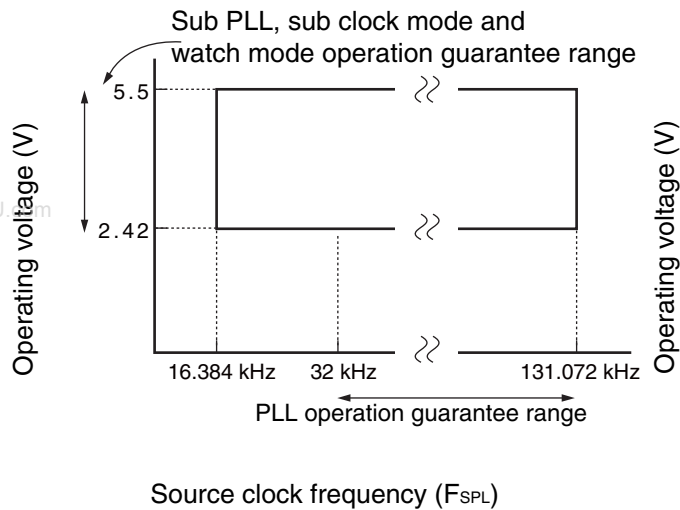 Sub PLL, sub clock mode and
watch mode operation guarantee range
5.5
2.42
Operating voltage (V)
Operating voltage (V)
16.384 kHz 32 kHz 131.072 kHz
PLL operation guarantee range
Source clock frequency (FSPL)